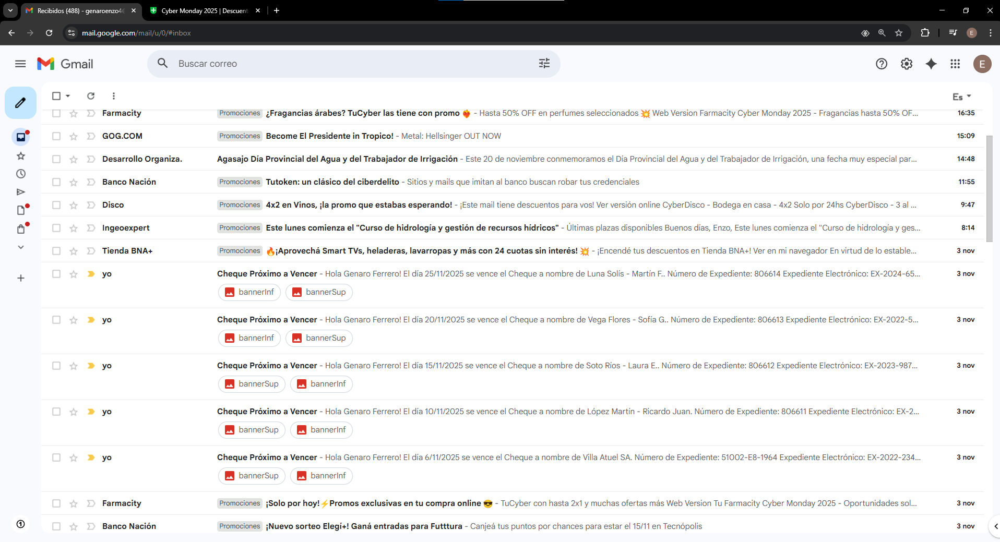 Recibidos (488) - genaroenzo4
Cyber Monday 2025 | Descuent
mail.google.com/mail/u/0/#inbox
E
Gmail
Buscar correo
E
Es
Farmacity Promociones ¿Fragancias árabes? TuCyber las tiene con promo ❤️‍🔥 - Hasta 50% OFF en perfumes seleccionados 💥 Web Version Farmacity Cyber Monday 2025 - Fragancias hasta 50% OF... 16:35
GOG.COM Promociones Become El Presidente in Tropico! - Metal: Hellsinger OUT NOW 15:09
Desarrollo Organiza. Agasajo Día Provincial del Agua y del Trabajador de Irrigación - Este 20 de noviembre conmemoramos el Día Provincial del Agua y del Trabajador de Irrigación, una fecha muy especial par... 14:48
Banco Nación Promociones Tutoken: un clásico del ciberdelito - Sitios y mails que imitan al banco buscan robar tus credenciales 11:55
Disco Promociones 4x2 en Vinos, ¡la promo que estabas esperando! - ¡Este mail tiene descuentos para vos! Ver versión online CyberDisco - Bodega en casa - 4x2 Solo por 24hs CyberDisco - 3 al ... 9:47
Ingeoexpert Promociones Este lunes comienza el "Curso de hidrología y gestión de recursos hídricos" - Últimas plazas disponibles Buenos días, Enzo, Este lunes comienza el "Curso de hidrología y ges... 8:14
Tienda BNA+ Promociones 🔥¡Aprovechá Smart TVs, heladeras, lavarropas y más con 24 cuotas sin interés! 💥 - ¡Encendé tus descuentos en Tienda BNA+! Ver en mi navegador En virtud de lo estable... 3 nov
yo Cheque Próximo a Vencer - Hola Genaro Ferrero! El día 25/11/2025 se vence el Cheque a nombre de Luna Solís - Martín F.. Número de Expediente: 806614 Expediente Electrónico: EX-2024-65... 3 nov
bannerInf bannerSup
yo Cheque Próximo a Vencer - Hola Genaro Ferrero! El día 20/11/2025 se vence el Cheque a nombre de Vega Flores - Sofía G.. Número de Expediente: 806613 Expediente Electrónico: EX-2022-5... 3 nov
bannerInf bannerSup
yo Cheque Próximo a Vencer - Hola Genaro Ferrero! El día 15/11/2025 se vence el Cheque a nombre de Soto Ríos - Laura E.. Número de Expediente: 806612 Expediente Electrónico: EX-2023-987... 3 nov
bannerSup bannerInf
yo Cheque Próximo a Vencer - Hola Genaro Ferrero! El día 10/11/2025 se vence el Cheque a nombre de López Martín - Ricardo Juan. Número de Expediente: 806611 Expediente Electrónico: EX-2... 3 nov
bannerSup bannerInf
yo Cheque Próximo a Vencer - Hola Genaro Ferrero! El día 6/11/2025 se vence el Cheque a nombre de Villa Atuel SA. Número de Expediente: 51002-E8-1964 Expediente Electrónico: EX-2022-234... 3 nov
bannerSup bannerInf
Farmacity Promociones ¡Solo por hoy!⚡Promos exclusivas en tu compra online 😎 - TuCyber con hasta 2x1 y muchas ofertas más Web Version Tu Farmacity Cyber Monday 2025 - Oportunidades sol... 3 nov
Banco Nación Promociones ¡Nuevo sorteo Elegí+! Ganá entradas para Futttura - Canjeá tus puntos por chances para estar el 15/11 en Tecnópolis 3 nov